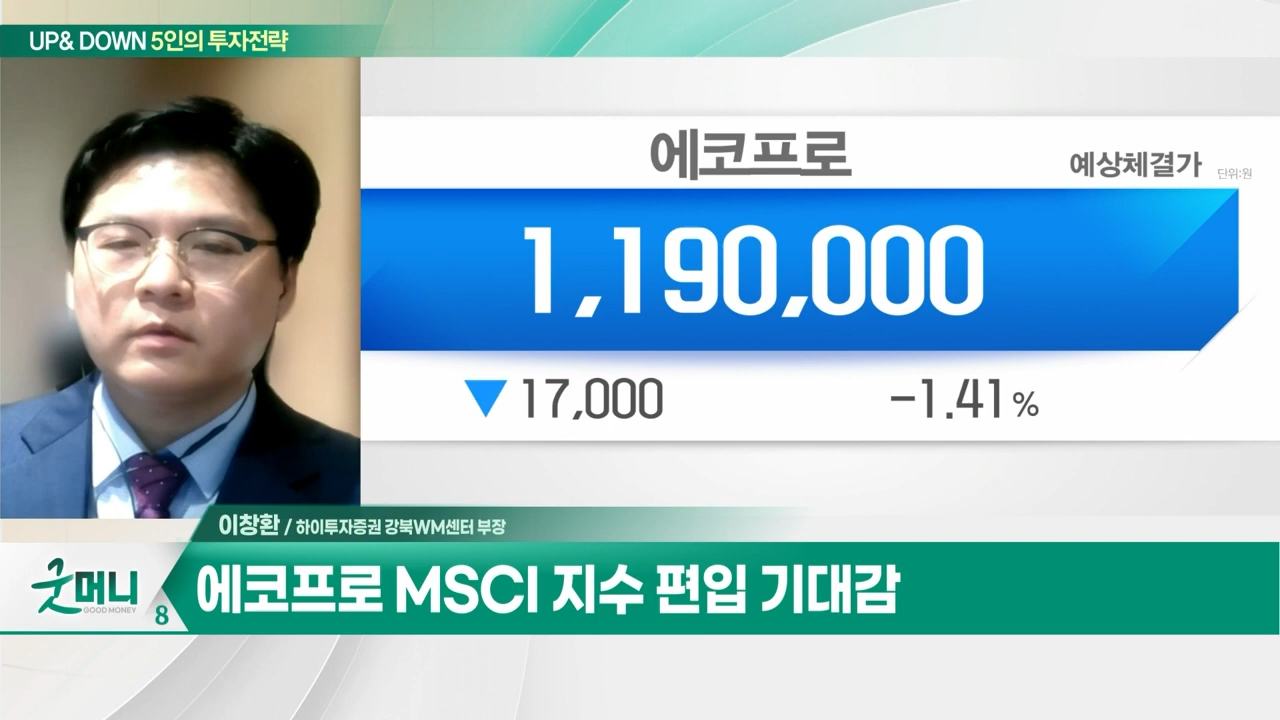 UP& DOWN 5인의 투자전략
에코프로
예상체결가
단위:원
1,190,000
▼ 17,000 -1.41 %
이창환 / 하이투자증권 강북WM센터 부장
굿머니
GOOD MONEY
8
에코프로 MSCI 지수 편입 기대감